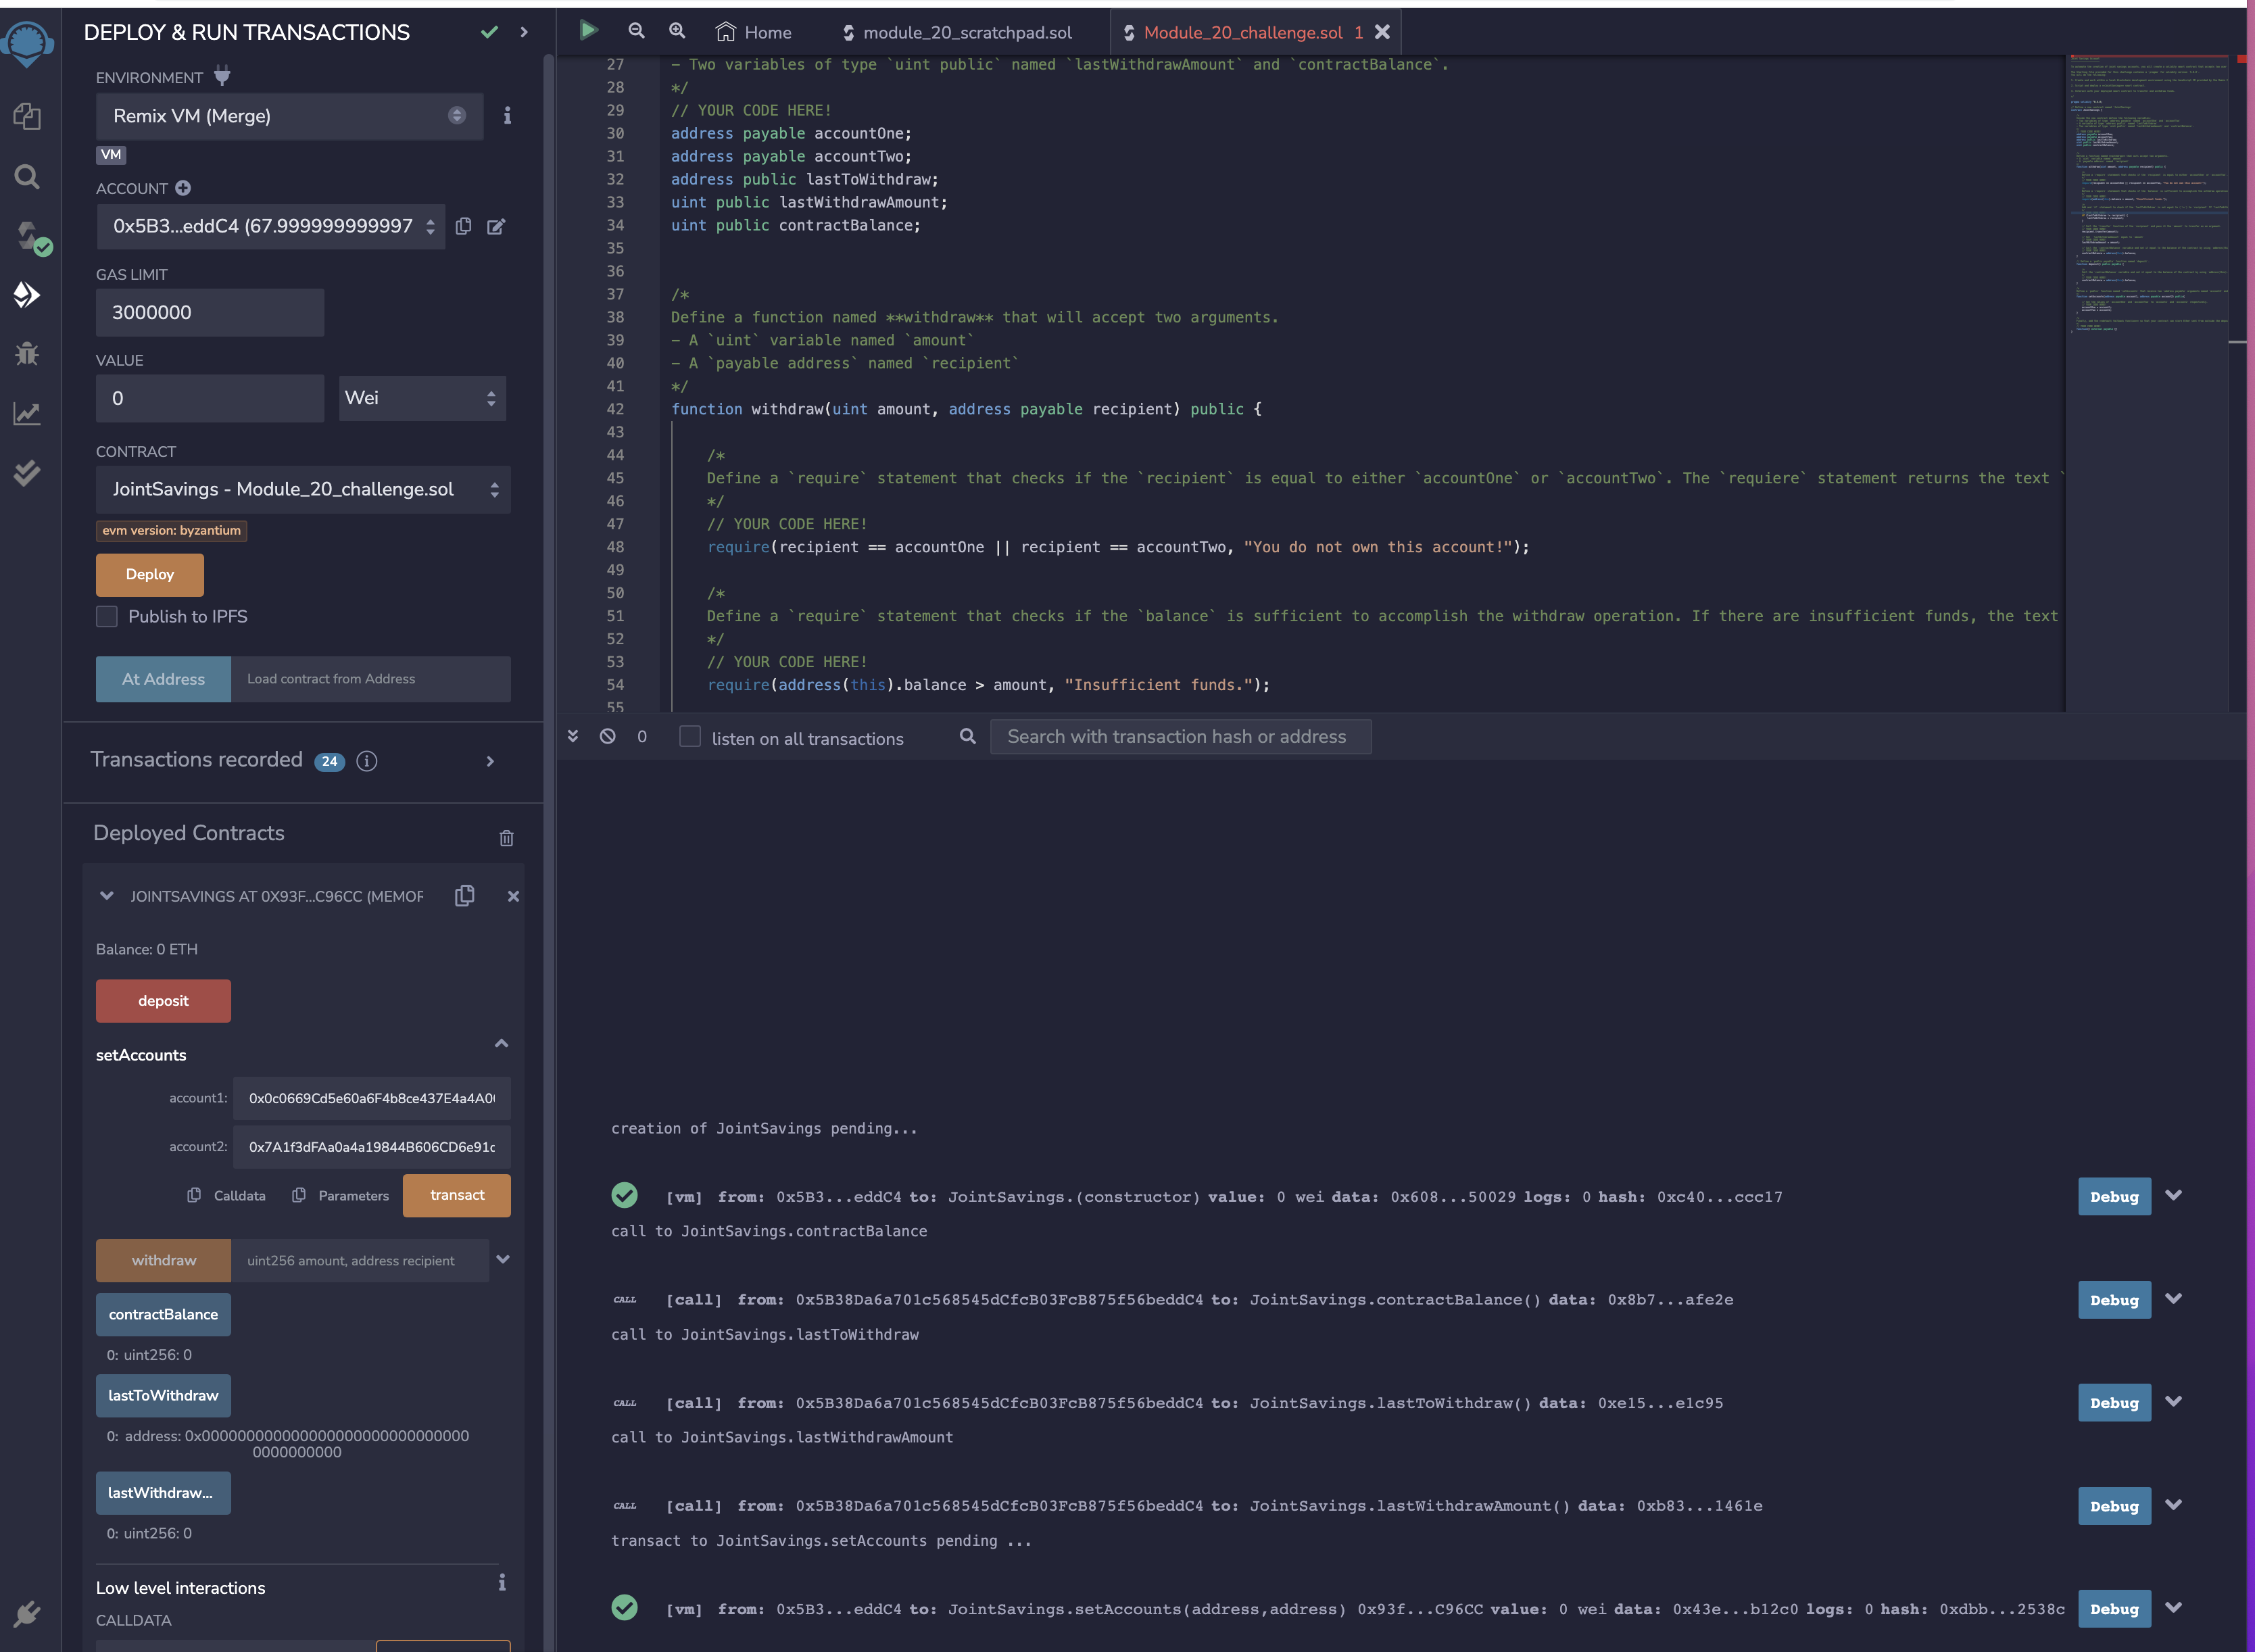 DEPLOY & RUN TRANSACTIONS
ENVIRONMENT
Remix VM (Merge)
VM
ACCOUNT
0x5B3...eddC4 (67.999999999997
GAS LIMIT
3000000
VALUE
0
Wei
CONTRACT
JointSavings - Module_20_challenge.sol
evm version: byzantium
Deploy
Publish to IPFS
At Address
Load contract from Address
Transactions recorded 24 i
Deployed Contracts
JOINTSAVINGS AT 0X93F...C96CC (MEMOR
Balance: 0 ETH
deposit
setAccounts
account1: 0x0c0669Cd5e60a6F4b8ce437E4a4A0
account2: 0x7A1f3dFAa0a4a19844B606CD6e91c
Calldata
Parameters
transact
withdraw
uint256 amount, address recipient
contractBalance
0: uint256: 0
lastToWithdraw
0: address: 0x000000000000000000000000000000
0000000000
lastWithdraw...
0: uint256: 0
Low level interactions
i
CALLDATA
Home
module_20_scratchpad.sol
Module_20_challenge.sol 1
27 - Two variables of type `uint public` named `lastWithdrawAmount` and `contractBalance`.
28 */
29 // YOUR CODE HERE!
30 address payable accountOne;
31 address payable accountTwo;
32 address public lastToWithdraw;
33 uint public lastWithdrawAmount;
34 uint public contractBalance;
35
36
37 /*
38 Define a function named **withdraw** that will accept two arguments.
39 - A `uint` variable named `amount`
40 - A `payable address` named `recipient`
41 */
42 function withdraw(uint amount, address payable recipient) public {
43
44 /*
45 Define a `require` statement that checks if the `recipient` is equal to either `accountOne` or `accountTwo`. The `requiere` statement returns the text `
46 */
47 // YOUR CODE HERE!
48 require(recipient == accountOne || recipient == accountTwo, "You do not own this account!");
49
50 /*
51 Define a `require` statement that checks if the `balance` is sufficient to accomplish the withdraw operation. If there are insufficient funds, the text
52 */
53 // YOUR CODE HERE!
54 require(address(this).balance > amount, "Insufficient funds.");
55
0
listen on all transactions
Search with transaction hash or address
creation of JointSavings pending...
[vm] from: 0x5B3...eddC4 to: JointSavings.(constructor) value: 0 wei data: 0x608...50029 logs: 0 hash: 0xc40...ccc17
Debug
call to JointSavings.contractBalance
CALL [call] from: 0x5B38Da6a701c568545dCfcB03FcB875f56beddC4 to: JointSavings.contractBalance() data: 0x8b7...afe2e
Debug
call to JointSavings.lastToWithdraw
CALL [call] from: 0x5B38Da6a701c568545dCfcB03FcB875f56beddC4 to: JointSavings.lastToWithdraw() data: 0xe15...e1c95
Debug
call to JointSavings.lastWithdrawAmount
CALL [call] from: 0x5B38Da6a701c568545dCfcB03FcB875f56beddC4 to: JointSavings.lastWithdrawAmount() data: 0xb83...1461e
Debug
transact to JointSavings.setAccounts pending ...
[vm] from: 0x5B3...eddC4 to: JointSavings.setAccounts(address,address) 0x93f...C96CC value: 0 wei data: 0x43e...b12c0 logs: 0 hash: 0xdbb...2538c
Debug